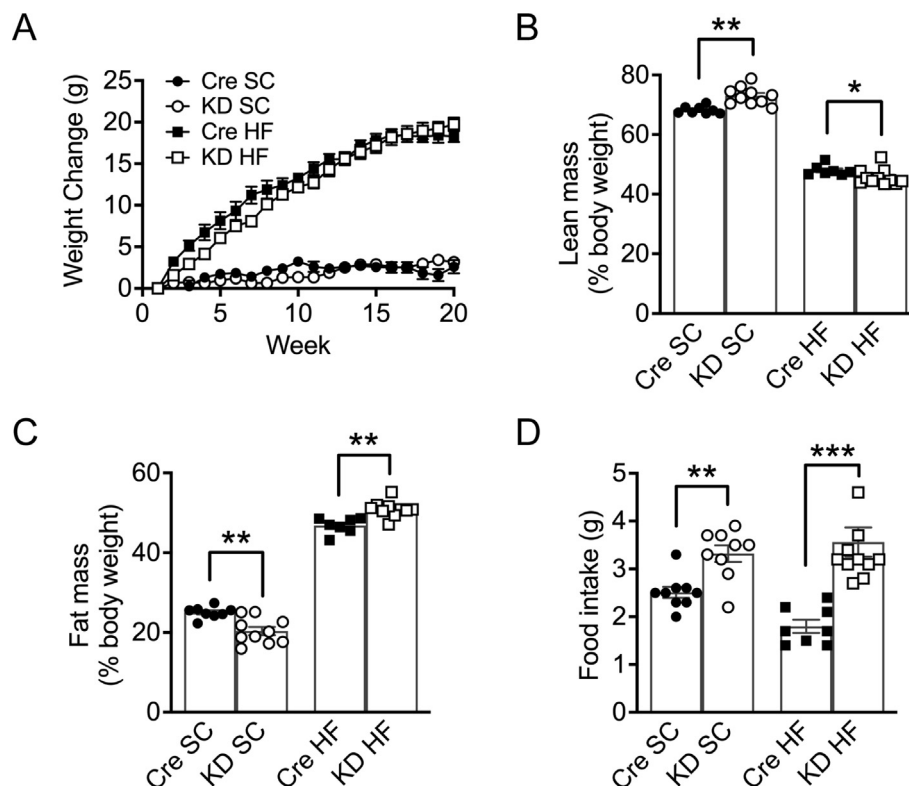 A
Weight Change (g)
25
20
15
10
5
0
0
5
10
15
20
Week
Cre SC
KD SC
Cre HF
KD HF
B
Lean mass
(% body weight)
80
60
40
20
0
**
*
Cre SC
KD SC
Cre HF
KD HF
C
Fat mass
(% body weight)
60
40
20
0
**
**
Cre SC
KD SC
Cre HF
KD HF
D
Food intake (g)
5
4
3
2
1
0
**
***
Cre SC
KD SC
Cre HF
KD HF